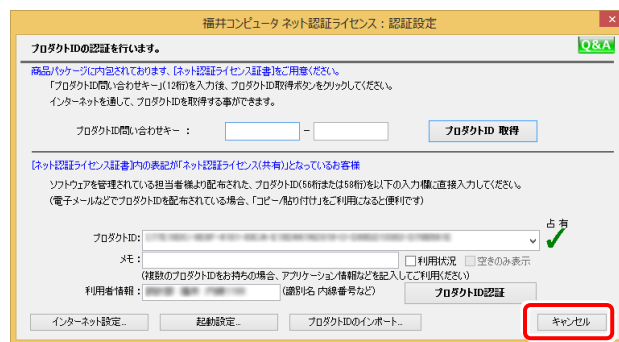 福井コンピュータ ネット認証ライセンス：認証設定
×
プロダクトIDの認証を行います。
Q&A
商品パッケージに内包されております、[ネット認証ライセンス証書]をご用意ください。
「プロダクトID問い合わせキー」(12桁)を入力後、プロダクトID取得ボタンをクリックしてください。
インターネットを通して、プロダクトIDを取得する事ができます。
プロダクトID問い合わせキー ： －
プロダクトID 取得
[ネット認証ライセンス証書]内の表記が「ネット認証ライセンス(共有)」となっているお客様
ソフトウェアを管理されている担当者様より配布された、プロダクトID(56桁または58桁)を以下の入力欄に直接入力してください。
(電子メールなどでプロダクトIDを配布されている場合、「コピー/貼り付け」をご利用になると便利です)
占有
プロダクトID：
メモ：
利用状況 空きのみ表示
(複数のプロダクトIDをお持ちの場合、アプリケーション情報などを記入してご利用ください)
利用者情報： (識別名 内線番号など)
プロダクトID認証
インターネット設定... 起動設定... プロダクトIDのインポート... キャンセル